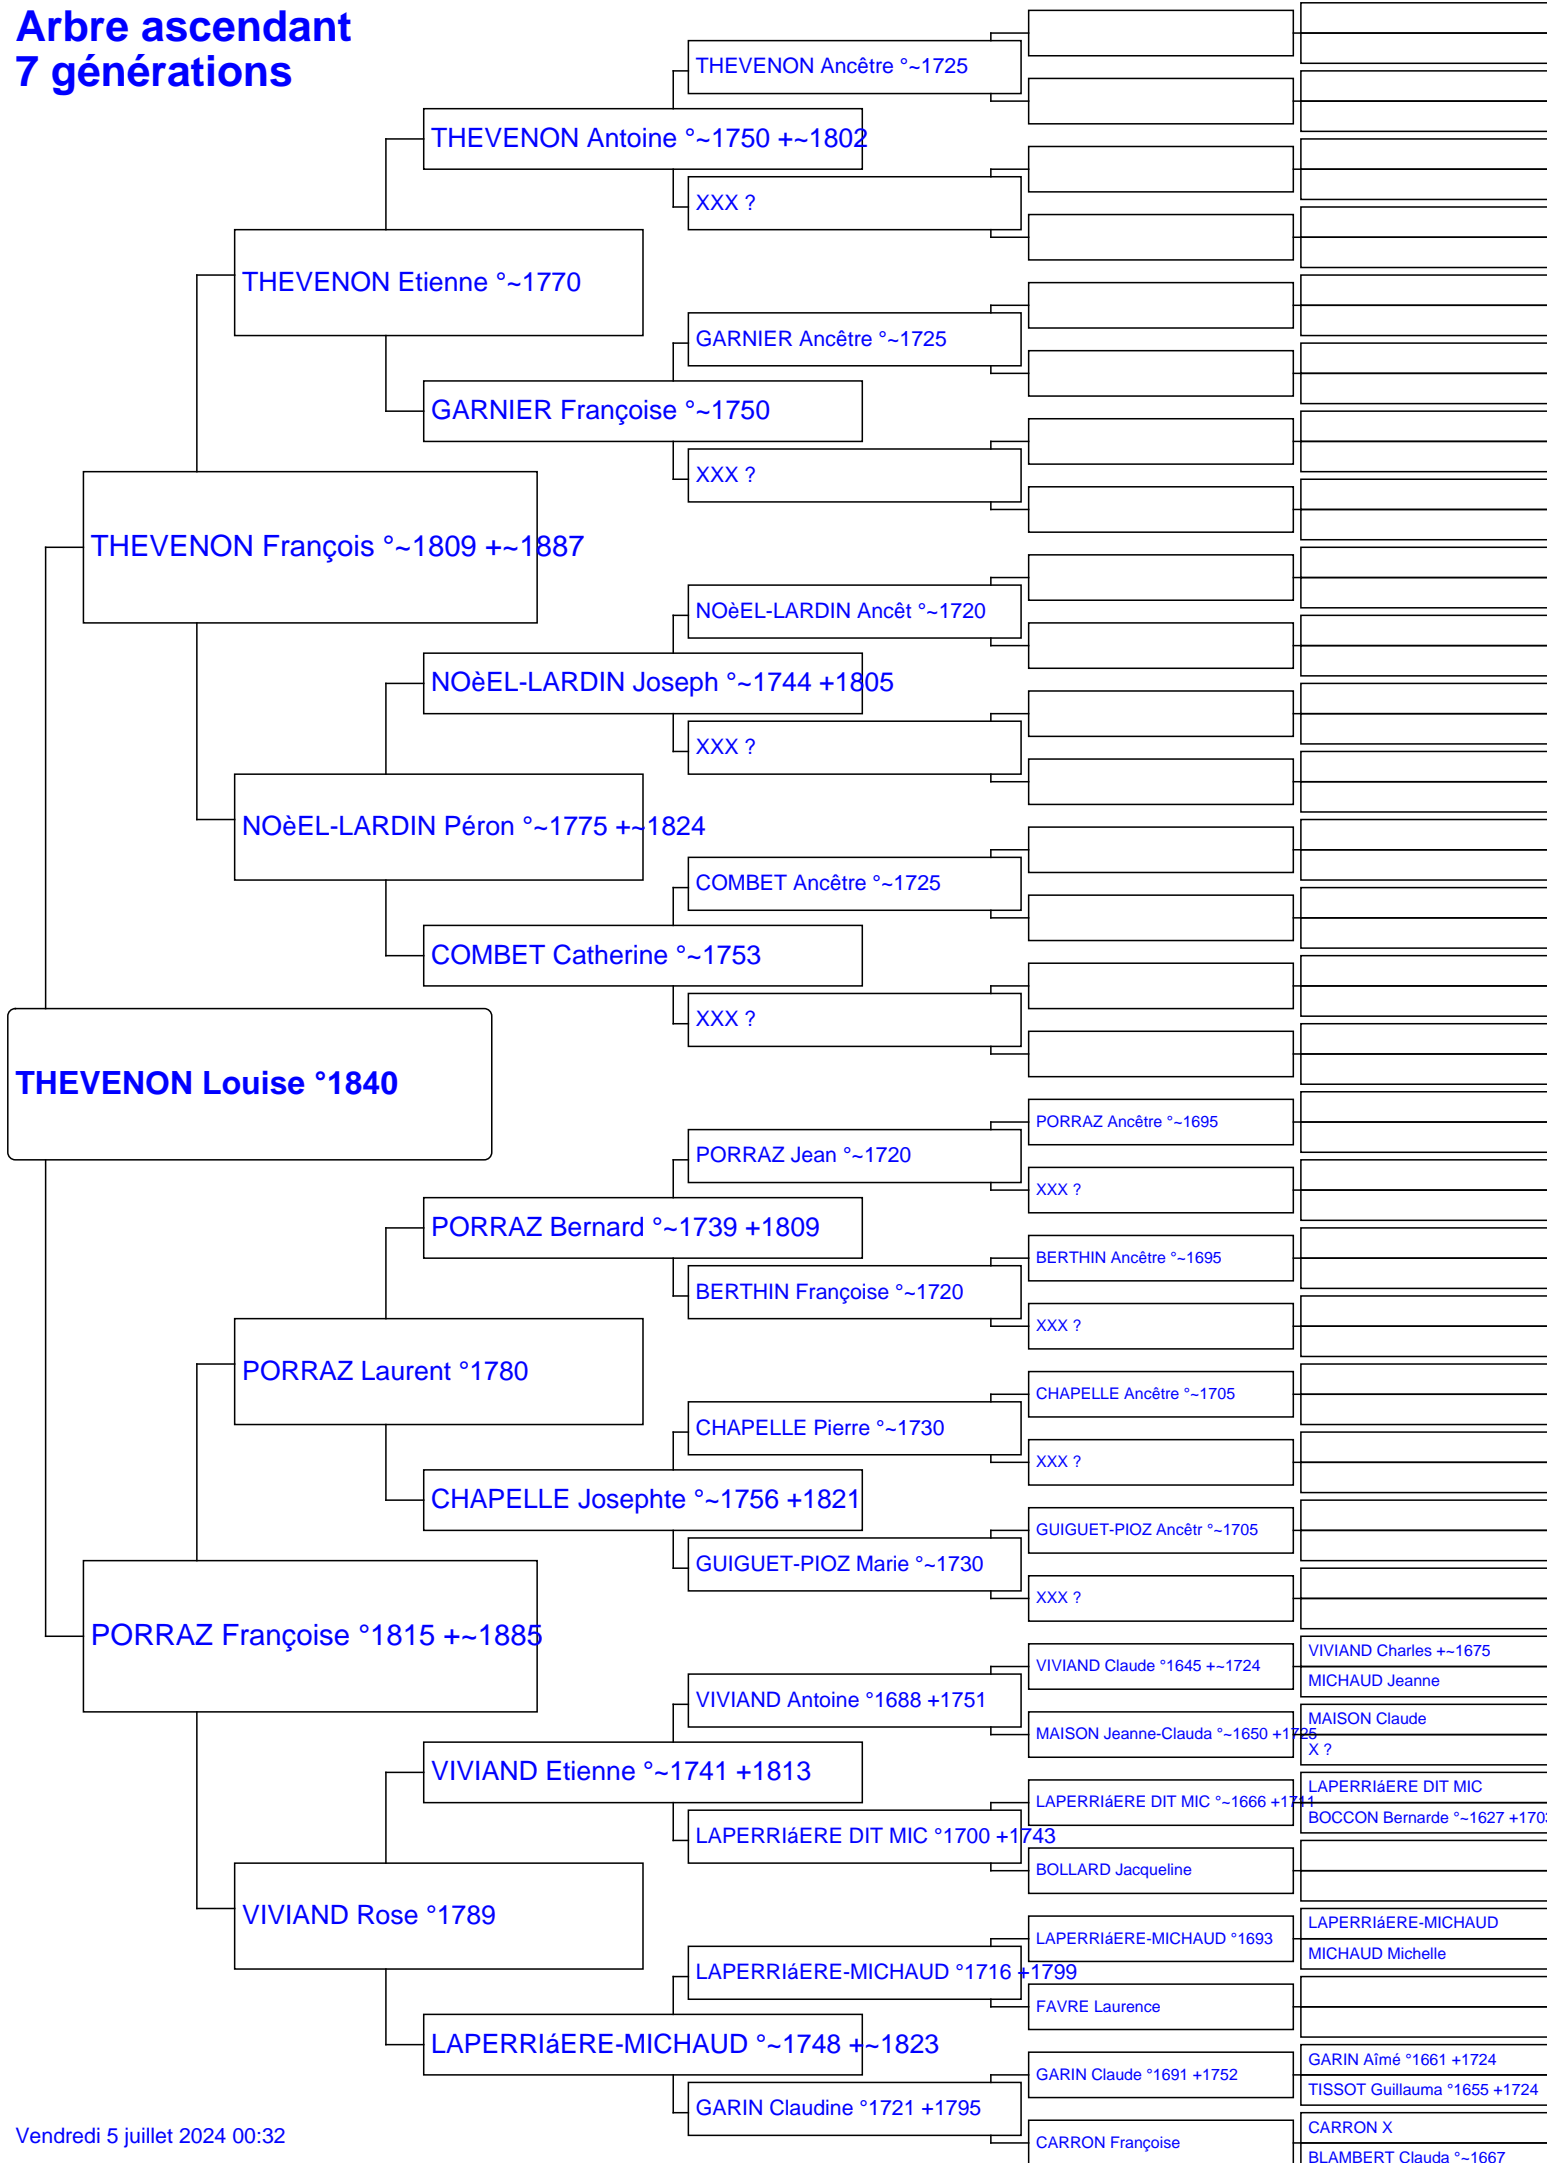 Arbre ascendant
7 générations
THEVENON Ancêtre °~1725
THEVENON Antoine °~1750 +~1802
XXX ?
THEVENON Etienne °~1770
GARNIER Ancêtre °~1725
GARNIER Françoise °~1750
XXX ?
THEVENON François °~1809 +~1887
NOèEL-LARDIN Ancêt °~1720
NOèEL-LARDIN Joseph °~1744 +1805
XXX ?
NOèEL-LARDIN Péron °~1775 +~1824
COMBET Ancêtre °~1725
COMBET Catherine °~1753
XXX ?
THEVENON Louise °1840
PORRAZ Ancêtre °~1695
PORRAZ Jean °~1720
XXX ?
PORRAZ Bernard °~1739 +1809
BERTHIN Ancêtre °~1695
BERTHIN Françoise °~1720
XXX ?
PORRAZ Laurent °1780
CHAPELLE Ancêtre °~1705
CHAPELLE Pierre °~1730
XXX ?
CHAPELLE Josephte °~1756 +1821
GUIGUET-PIOZ Ancêtr °~1705
GUIGUET-PIOZ Marie °~1730
XXX ?
PORRAZ Françoise °1815 +~1885
VIVIAND Charles +~1675
VIVIAND Claude °1645 +~1724
MICHAUD Jeanne
VIVIAND Antoine °1688 +1751
MAISON Claude
MAISON Jeanne-Clauda °~1650 +1725
X ?
VIVIAND Etienne °~1741 +1813
LAPERRIáERE DIT MIC
LAPERRIáERE DIT MIC °~1666 +1711
BOCCON Bernarde °~1627 +1703
LAPERRIáERE DIT MIC °1700 +1743
BOLLARD Jacqueline
VIVIAND Rose °1789
LAPERRIáERE-MICHAUD
LAPERRIáERE-MICHAUD °1693
MICHAUD Michelle
LAPERRIáERE-MICHAUD °1716 +1799
FAVRE Laurence
LAPERRIáERE-MICHAUD °~1748 +~1823
GARIN Aîmé °1661 +1724
GARIN Claude °1691 +1752
TISSOT Guillauma °1655 +1724
GARIN Claudine °1721 +1795
CARRON X
CARRON Françoise
BLAMBERT Clauda °~1667
Vendredi 5 juillet 2024 00:32